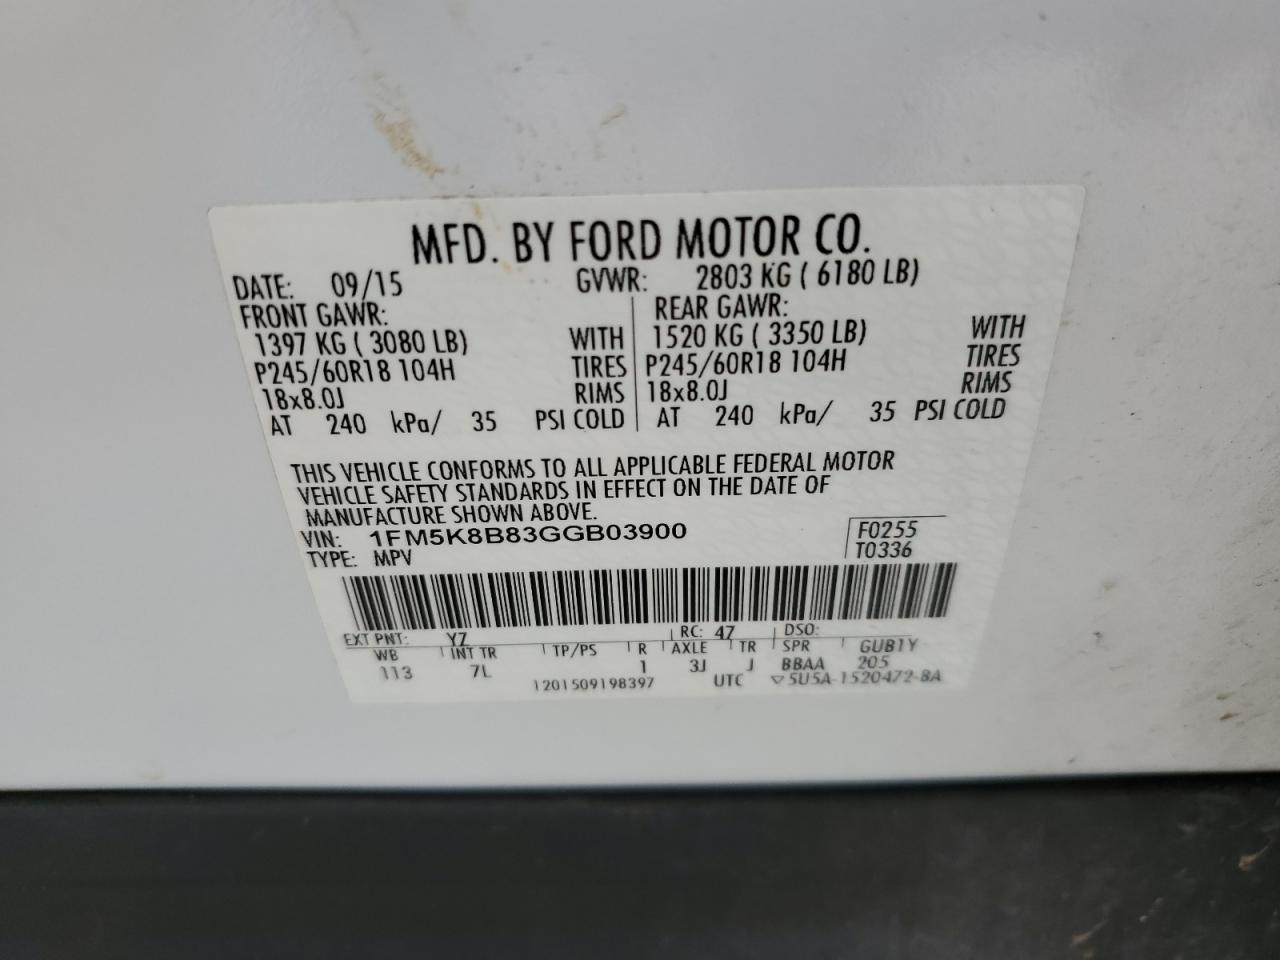 MFD. BY FORD MOTOR CO.
DATE: 09/15 GVWR: 2803 KG ( 6180 LB)
FRONT GAWR: REAR GAWR:
1397 KG ( 3080 LB) WITH 1520 KG ( 3350 LB) WITH
P245/60R18 104H TIRES P245/60R18 104H TIRES
18x8.0J RIMS 18x8.0J RIMS
AT 240 kPa/ 35 PSI COLD AT 240 kPa/ 35 PSI COLD
THIS VEHICLE CONFORMS TO ALL APPLICABLE FEDERAL MOTOR
VEHICLE SAFETY STANDARDS IN EFFECT ON THE DATE OF
MANUFACTURE SHOWN ABOVE.
VIN: 1FM5K8B83GGB03900 F0255
TYPE: MPV T0336
EXT PNT: YZ RC: 47 DSO:
WB INT TR TP/PS R AXLE TR SPR GUB1Y
113 7L 1 3J J BBAA 205
1201509198397 UTC ▽5U5A-1520472-BA